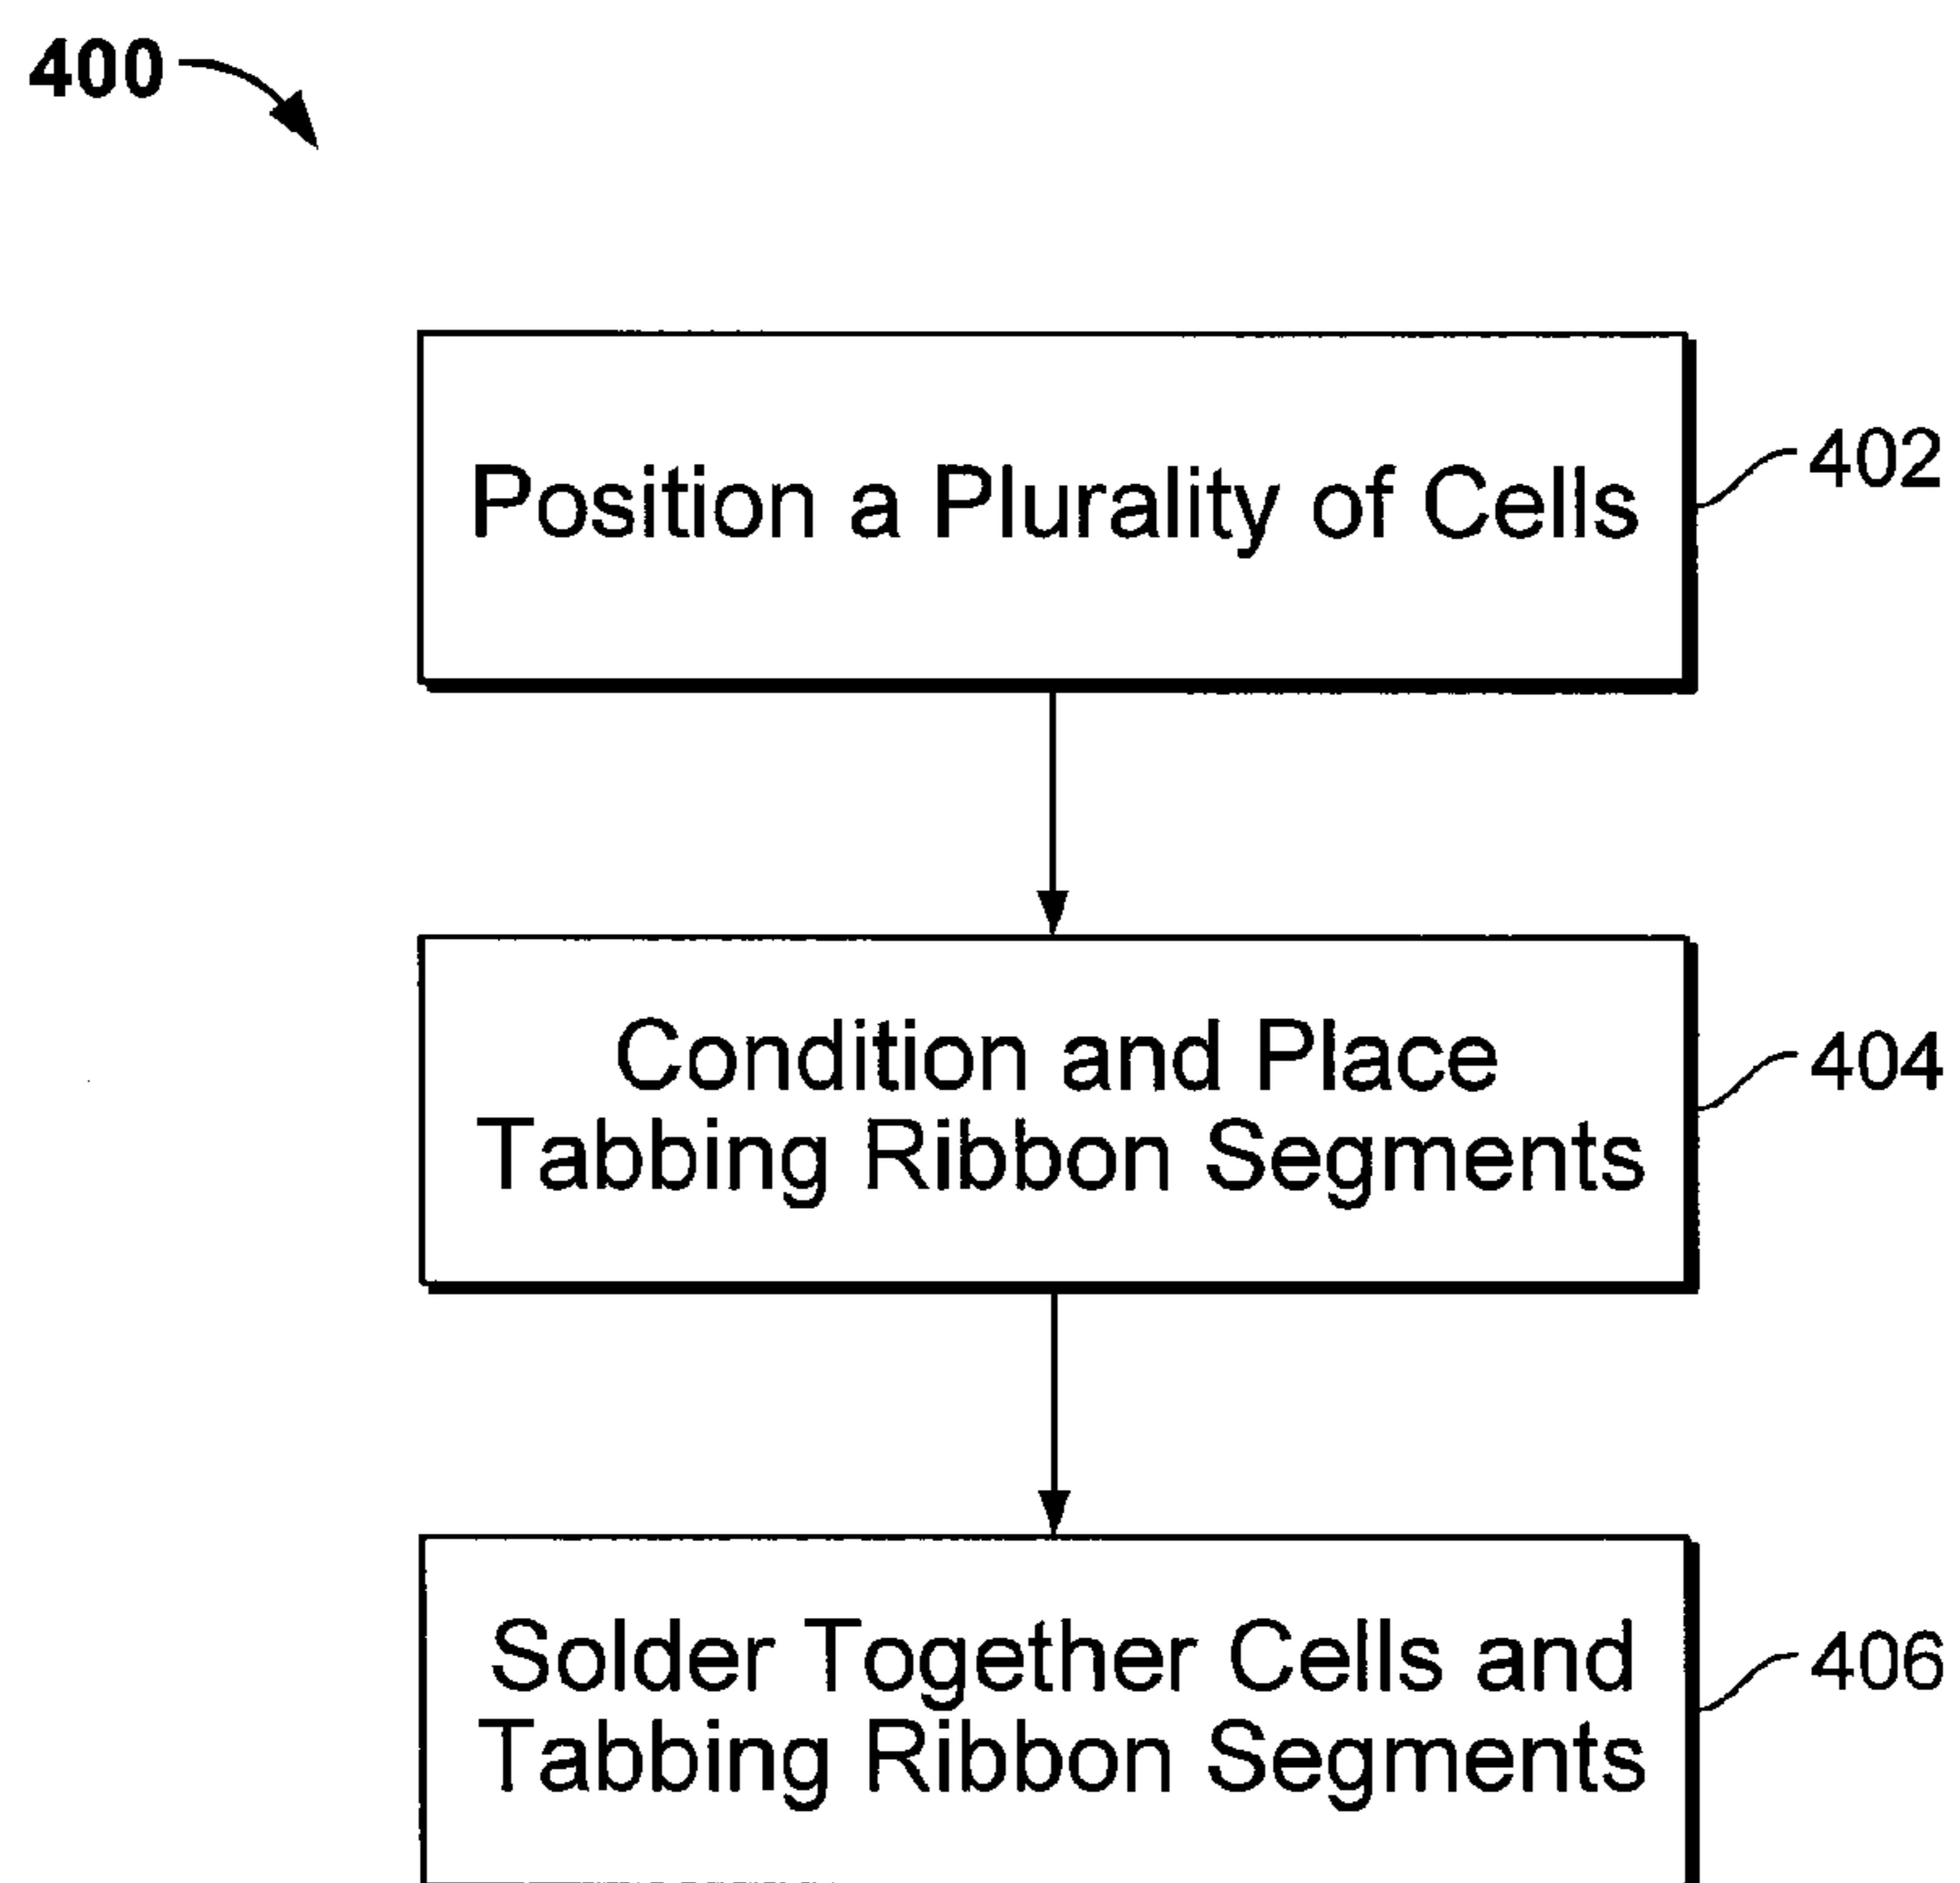 400
Position a Plurality of Cells
402
Condition and Place
Tabbing Ribbon Segments
404
Solder Together Cells and
Tabbing Ribbon Segments
406